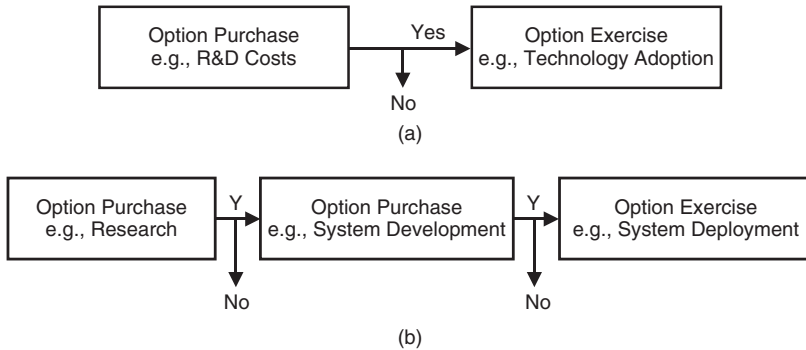 Option Purchase
e.g., R&D Costs
Yes
No
Option Exercise
e.g., Technology Adoption
(a)
Option Purchase
e.g., Research
Y
No
Option Purchase
e.g., System Development
Y
No
Option Exercise
e.g., System Deployment
(b)